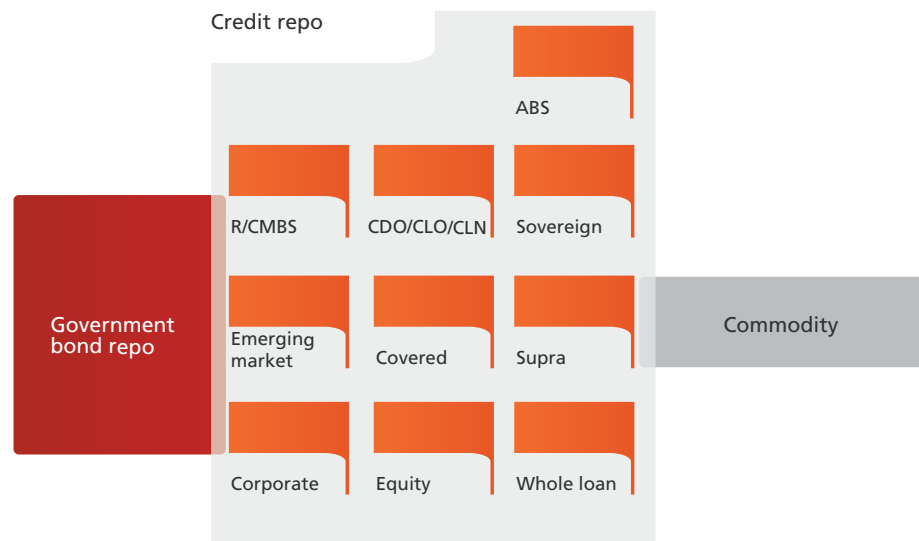 Credit repo
ABS
R/CMBS
CDO/CLO/CLN
Sovereign
Government
bond repo
Emerging
market
Covered
Supra
Commodity
Corporate
Equity
Whole loan